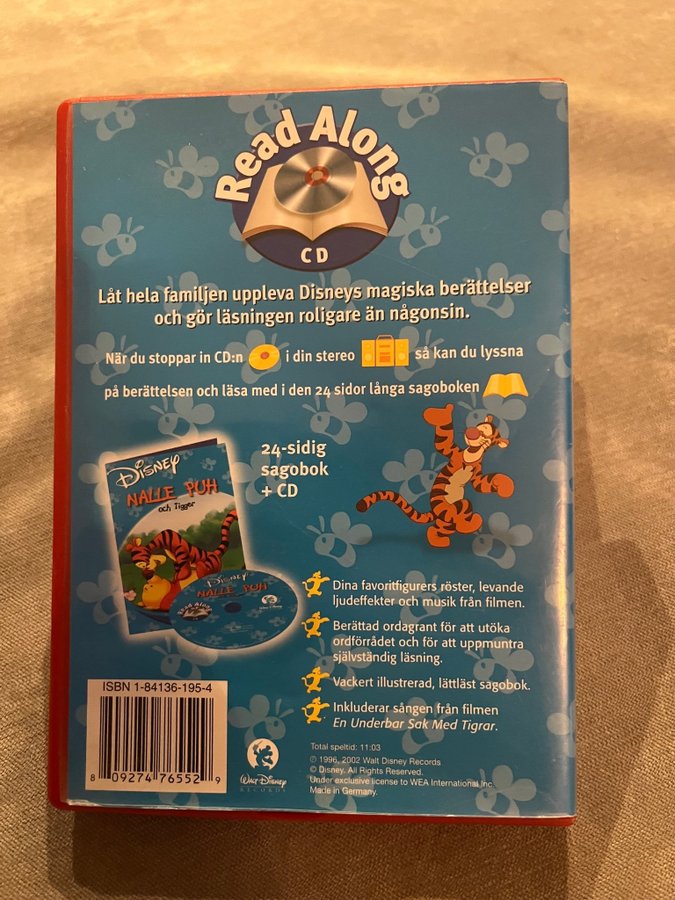 Read Along
CD
Låt hela familjen uppleva Disneys magiska berättelser
och gör läsningen roligare än någonsin.
När du stoppar in CD:n i din stereo så kan du lyssna
på berättelsen och läsa med i den 24 sidor långa sagoboken
24-sidig
sagobok
+ CD
Disney
NALLE PUH
och Tigger
Disney
NALLE PUH
Read Along
CD
Dina favoritfigurers röster, levande
ljudeffekter och musik från filmen.
Berättad ordagrant för att utöka
ordförrådet och för att uppmuntra
självständig läsning.
Vackert illustrerad, lättläst sagobok.
Inkluderar sången från filmen
En Underbar Sak Med Tigrar.
ISBN 1-84136-195-4
8 09274 76552 9
Walt Disney
RECORDS
Total speltid: 11:03
℗ 1996, 2002 Walt Disney Records
© Disney. All Rights Reserved.
Under exclusive license to WEA International Inc.
Made in Germany.